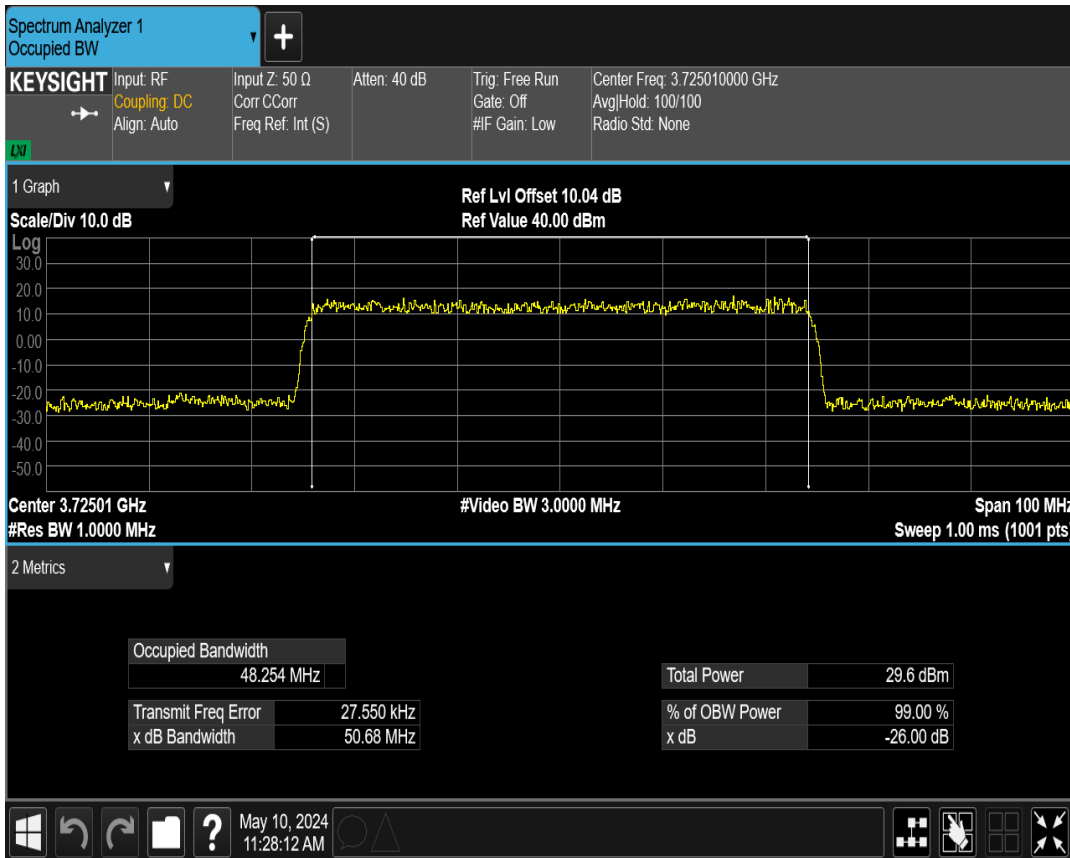 Spectrum Analyzer 1
Occupied BW
KEYSIGHT
LXI
Input: RF
Coupling: DC
Align: Auto
Input Z: 50 Ω
Corr CCorr
Freq Ref: Int (S)
Atten: 40 dB
Trig: Free Run
Gate: Off
#IF Gain: Low
Center Freq: 3.725010000 GHz
Avg|Hold: 100/100
Radio Std: None
1 Graph
Ref Lvl Offset 10.04 dB
Scale/Div 10.0 dB
Ref Value 40.00 dBm
Log
30.0
20.0
10.0
0.00
-10.0
-20.0
-30.0
-40.0
-50.0
Center 3.72501 GHz
#Video BW 3.0000 MHz
Span 100 MHz
#Res BW 1.0000 MHz
Sweep 1.00 ms (1001 pts)
2 Metrics
Occupied Bandwidth
48.254 MHz
Transmit Freq Error 27.550 kHz
x dB Bandwidth 50.68 MHz
Total Power 29.6 dBm
% of OBW Power 99.00 %
x dB -26.00 dB
?
May 10, 2024
11:28:12 AM